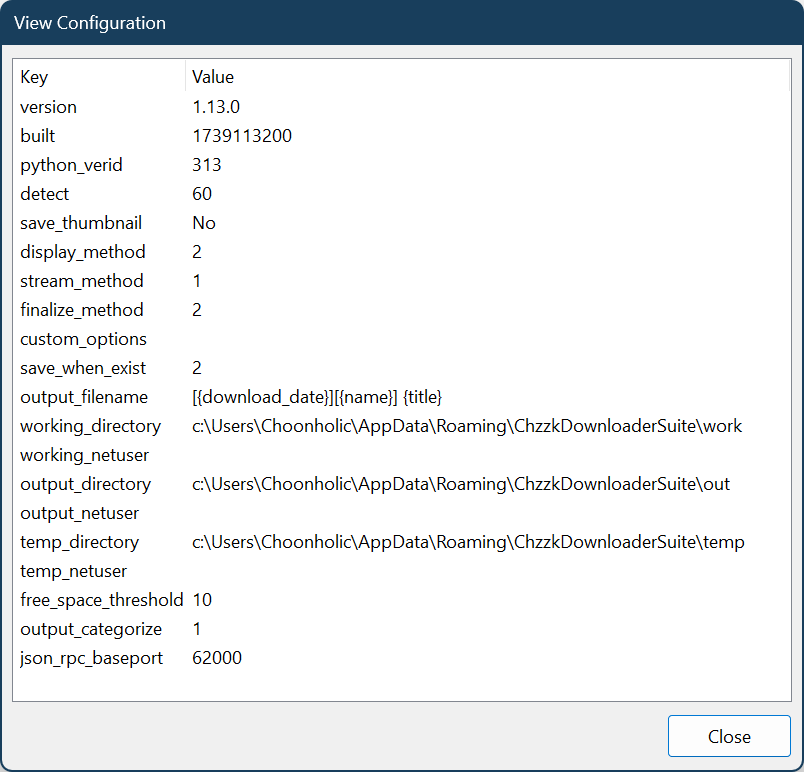 View Configuration
Key Value
version 1.13.0
built 1739113200
python_verid 313
detect 60
save_thumbnail No
display_method 2
stream_method 1
finalize_method 2
custom_options
save_when_exist 2
output_filename [{download_date}][{name}] {title}
working_directory c:\Users\Choonholic\AppData\Roaming\ChzzkDownloaderSuite\work
working_netuser
output_directory c:\Users\Choonholic\AppData\Roaming\ChzzkDownloaderSuite\out
output_netuser
temp_directory c:\Users\Choonholic\AppData\Roaming\ChzzkDownloaderSuite\temp
temp_netuser
free_space_threshold 10
output_categorize 1
json_rpc_baseport 62000
Close